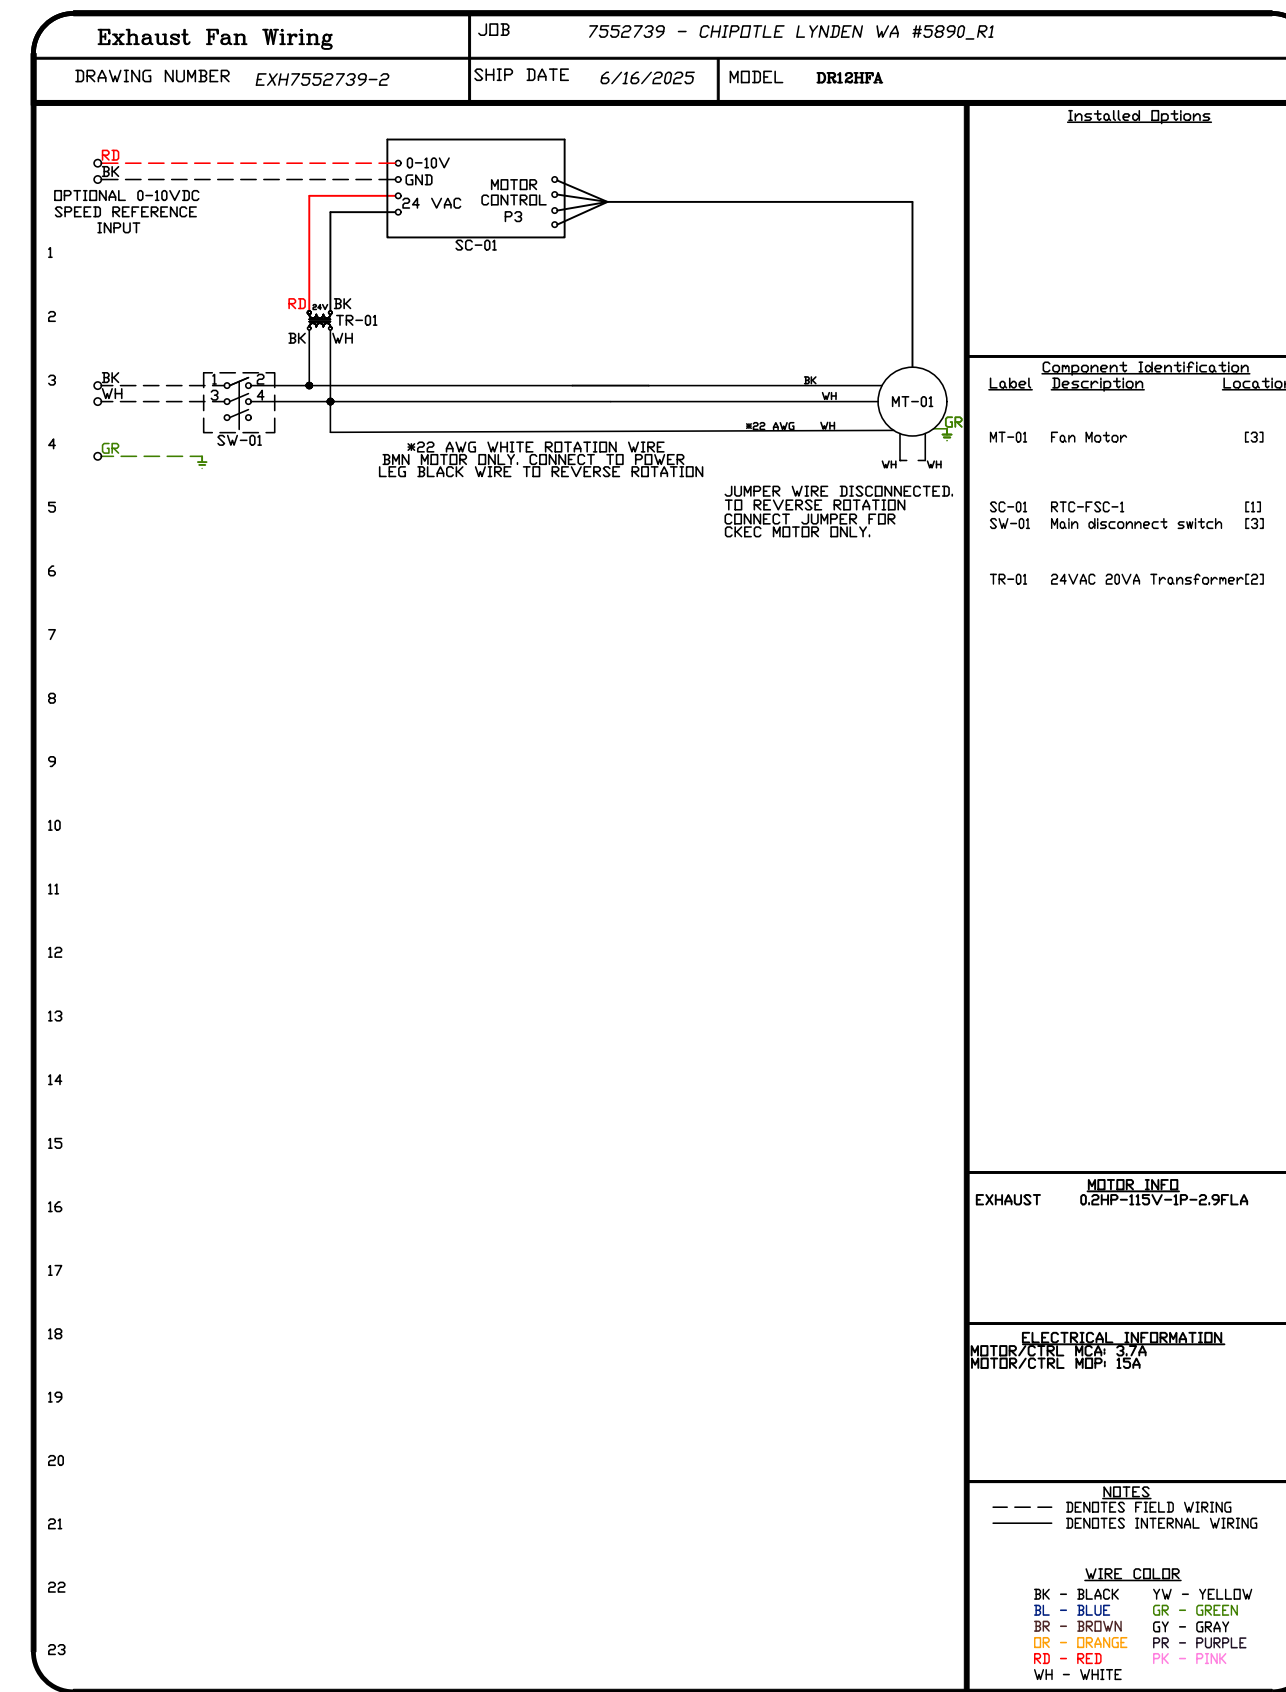 Exhaust Fan Wiring
JOB 7552739 - CHIPOTLE LYNDEN WA #5890_R1
DRAWING NUMBER EXH7552739-2
SHIP DATE 6/16/2025
MODEL DR12HFA
Installed Options
RD
BK
OPTIONAL 0-10VDC
SPEED REFERENCE
INPUT
0-10V
GND
24 VAC
MOTOR
CONTROL
P3
SC-01
1
RD 24V BK
2
TR-01
BK WH
3
BK
WH
1 2
3 4
SW-01
BK
WH
MT-01
*22 AWG WH
GR
4
GR
*22 AWG WHITE ROTATION WIRE
BMN MOTOR ONLY. CONNECT TO POWER
LEG BLACK WIRE TO REVERSE ROTATION
WH WH
JUMPER WIRE DISCONNECTED.
TO REVERSE ROTATION
CONNECT JUMPER FOR
CKEC MOTOR ONLY.
5
6
7
8
9
10
11
12
13
14
15
16
17
18
19
20
21
22
23
Component Identification
Label Description Location
MT-01 Fan Motor [3]
SC-01 RTC-FSC-1 [1]
SW-01 Main disconnect switch [3]
TR-01 24VAC 20VA Transformer[2]
MOTOR INFO
EXHAUST 0.2HP-115V-1P-2.9FLA
ELECTRICAL INFORMATION
MOTOR/CTRL MCA: 3.7A
MOTOR/CTRL MOP: 15A
NOTES
DENOTES FIELD WIRING
DENOTES INTERNAL WIRING
WIRE COLOR
BK - BLACK YW - YELLOW
BL - BLUE GR - GREEN
BR - BROWN GY - GRAY
OR - ORANGE PR - PURPLE
RD - RED PK - PINK
WH - WHITE